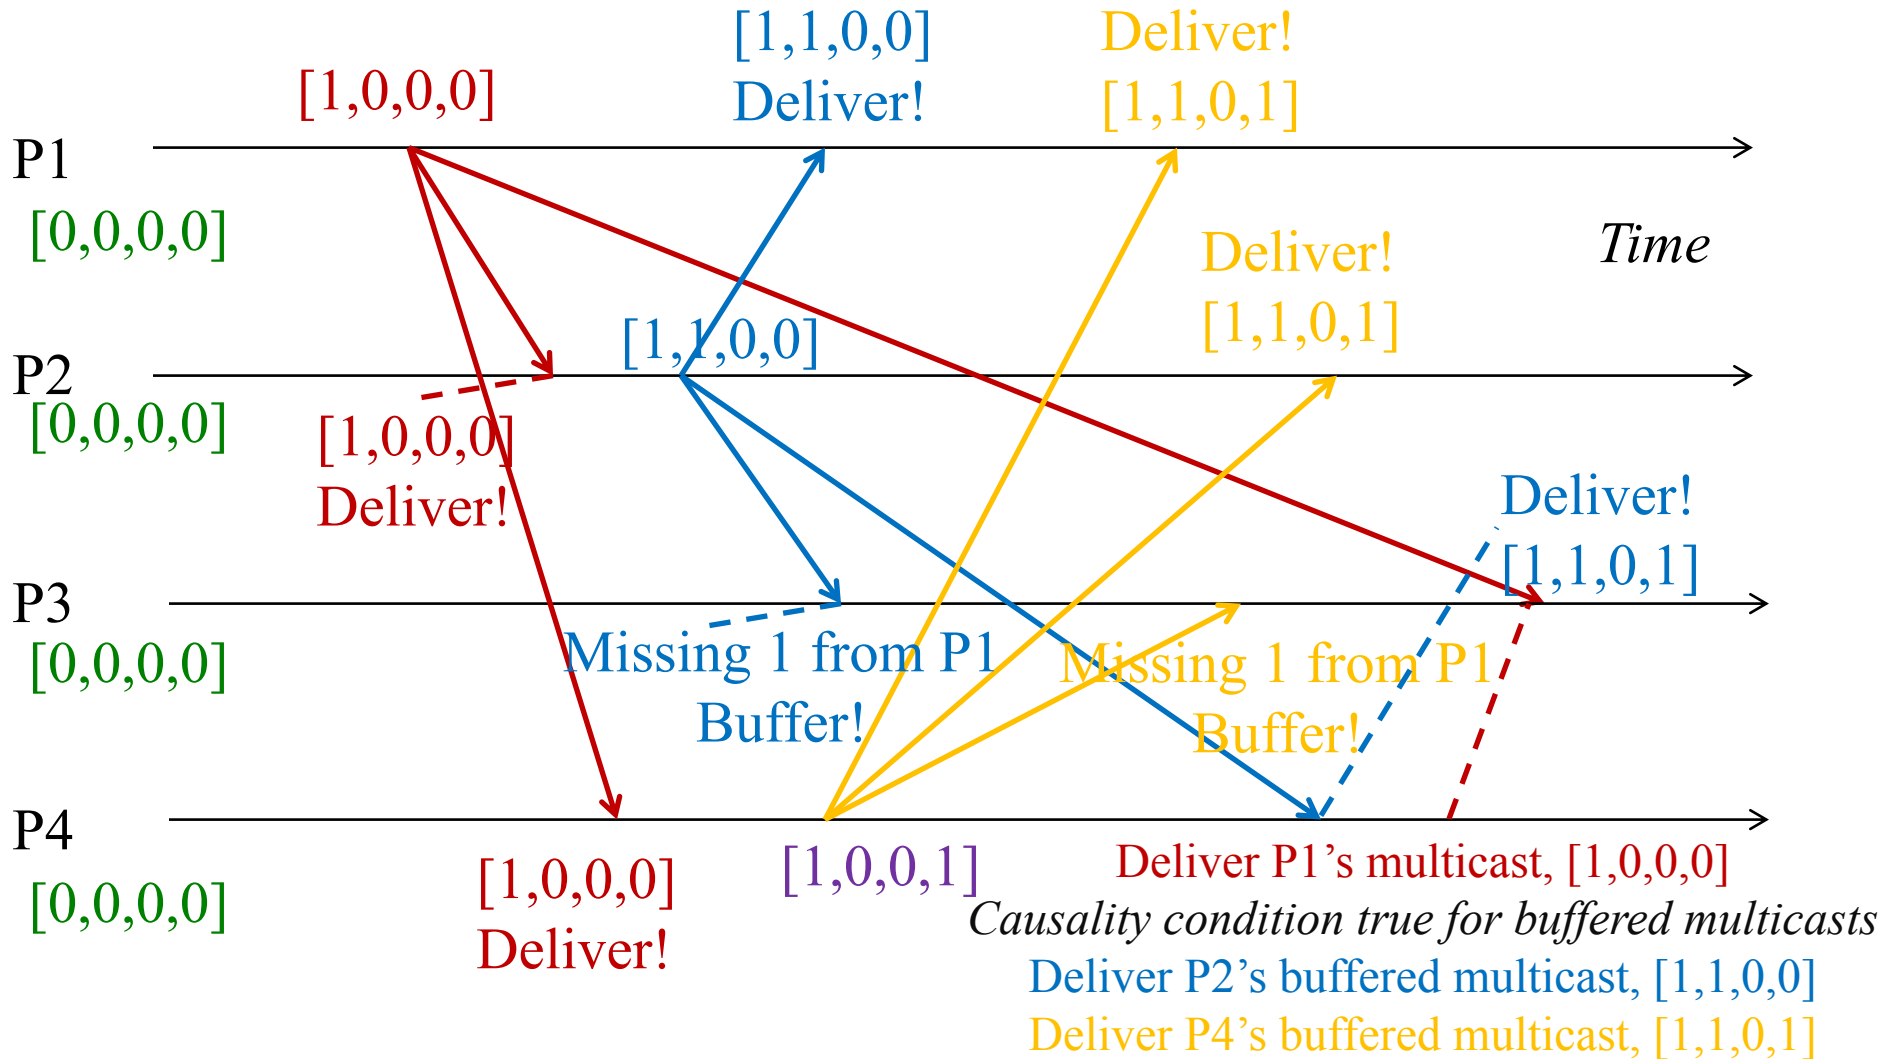 [1,1,0,0]
Deliver!
Deliver!
[1,1,0,1]
[1,0,0,0]
P1
[0,0,0,0]
Time
Deliver!
[1,1,0,1]
[1,1,0,0]
P2
[0,0,0,0]
[1,0,0,0]
Deliver!
Deliver!
[1,1,0,1]
P3
[0,0,0,0]
Missing 1 from P1
Buffer!
Missing 1 from P1
Buffer!
P4
[0,0,0,0]
[1,0,0,0]
Deliver!
[1,0,0,1]
Deliver P1’s multicast, [1,0,0,0]
Causality condition true for buffered multicasts
Deliver P2’s buffered multicast, [1,1,0,0]
Deliver P4’s buffered multicast, [1,1,0,1]